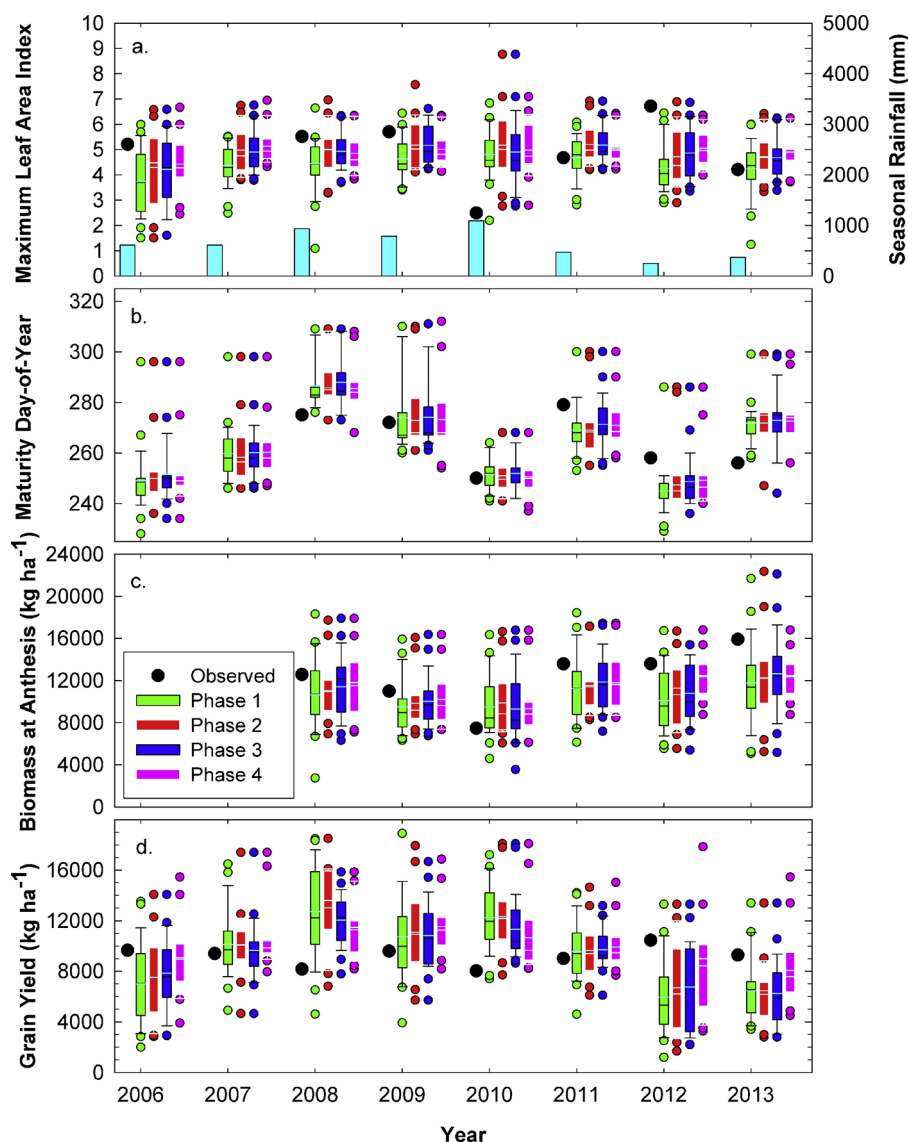 Maximum Leaf Area Index
10
9
8
7
6
5
4
3
2
1
0
a.
5000
4000
3000
2000
1000
0
Seasonal Rainfall (mm)
Maturity Day-of-Year
320
300
280
260
240
b.
Biomass at Anthesis (kg ha⁻¹)
24000
20000
16000
12000
8000
4000
0
c.
Observed
Phase 1
Phase 2
Phase 3
Phase 4
Grain Yield (kg ha⁻¹)
16000
12000
8000
4000
0
d.
2006 2007 2008 2009 2010 2011 2012 2013
Year